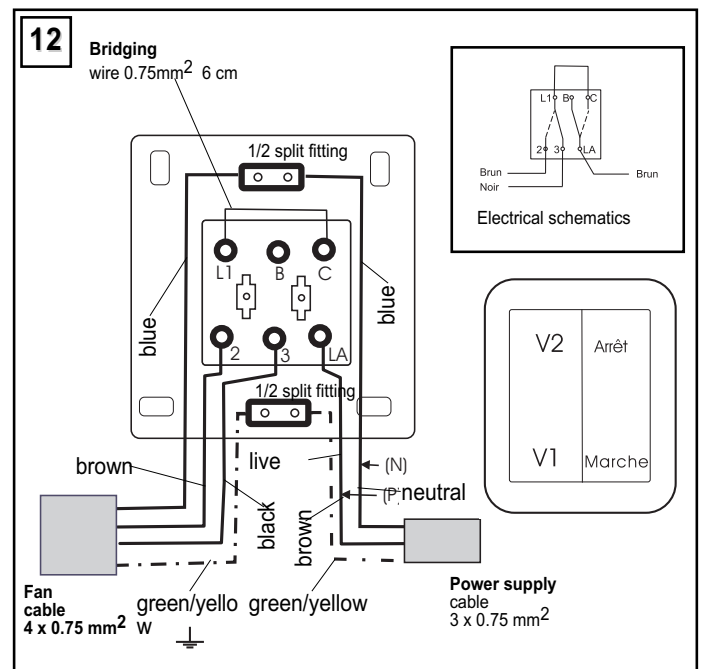 12
Bridging
wire 0.75mm2 6 cm
1/2 split fitting
L1 B C
2 3 LA
Brun
Noir
Brun
Electrical schematics
L1 B C
blue
blue
2 3 LA
1/2 split fitting
V2 Arrêt
V1 Marche
brown
live
(N)
(P) neutral
black
brown
Fan
cable
4 x 0.75 mm2
green/yello
w
green/yellow
Power supply
cable
3 x 0.75 mm2